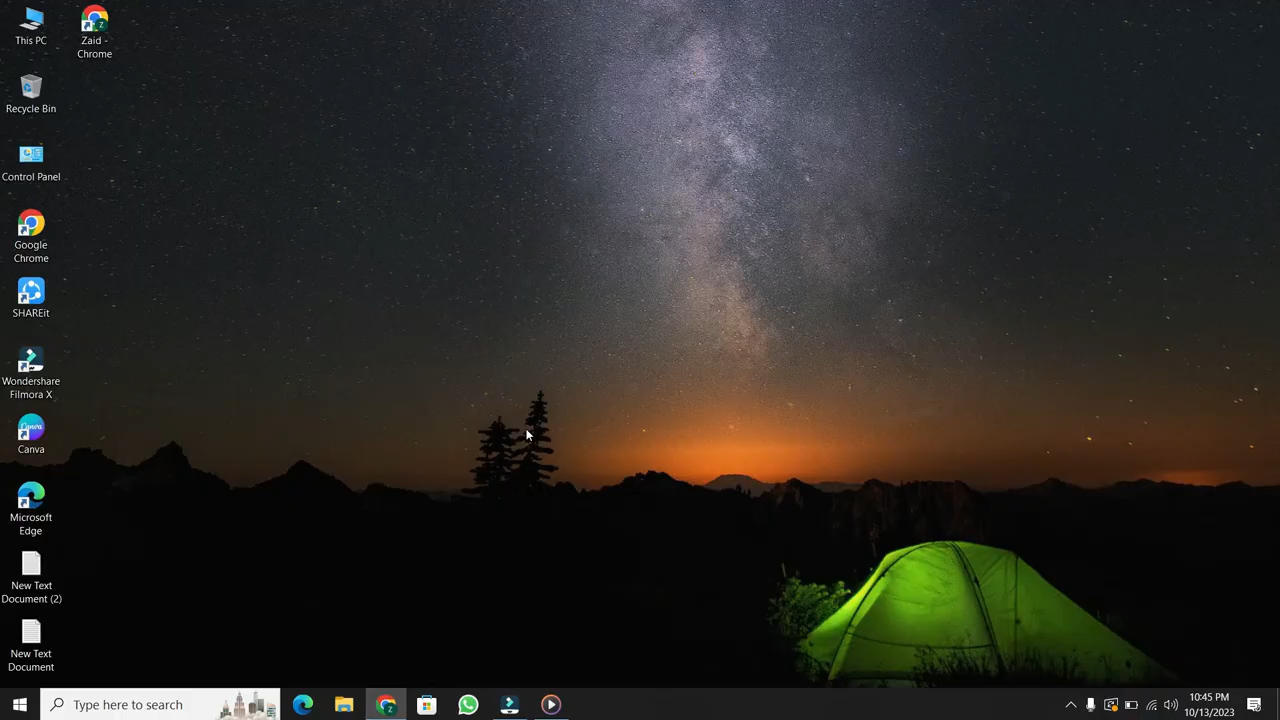 This PC
Zaid -
Chrome
Recycle Bin
Control Panel
Google
Chrome
SHAREit
Wondershare
Filmora X
Canva
Canva
Microsoft
Edge
New Text
Document (2)
New Text
Document
Type here to search
Z
10:45 PM
10/13/2023